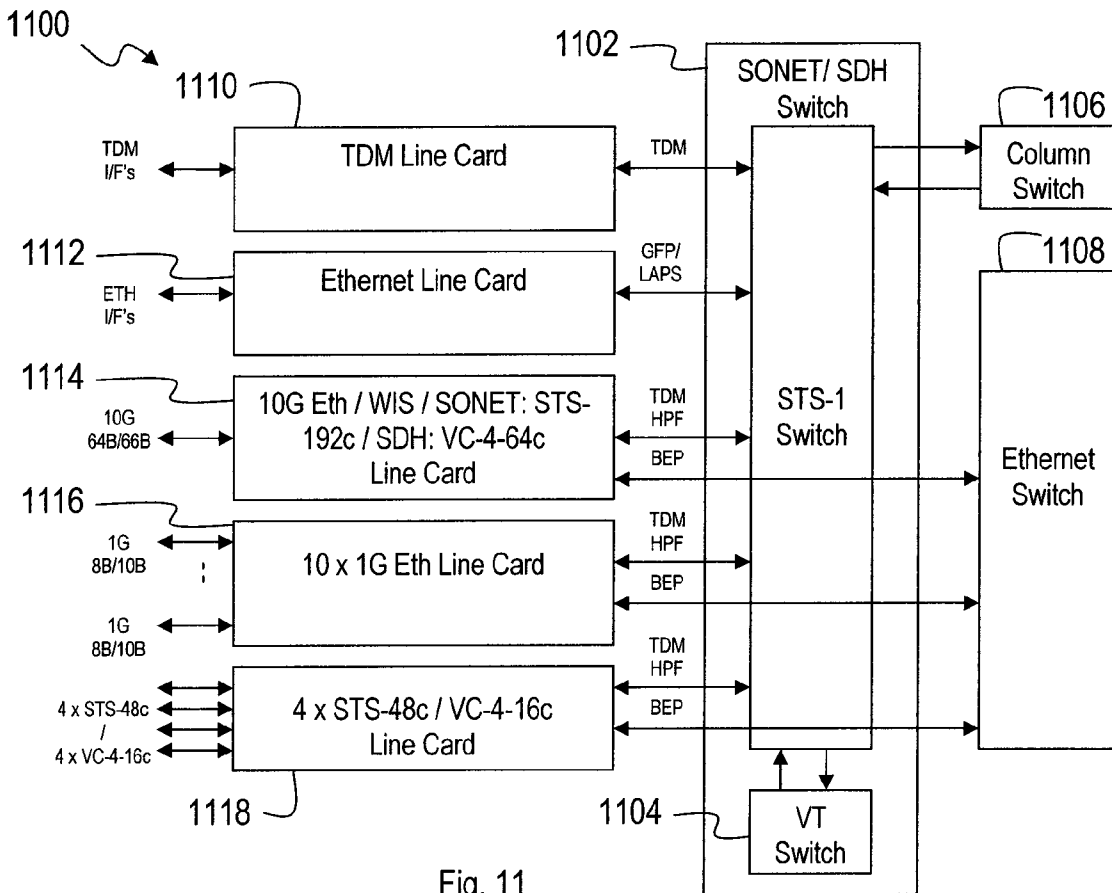 1100
1102
SONET/ SDH
Switch
1110
1106
TDM
I/F's
TDM Line Card
TDM
Column
Switch
1112
1108
ETH
I/F's
Ethernet Line Card
GFP/
LAPS
1114
10G
64B/66B
10G Eth / WIS / SONET: STS-
192c / SDH: VC-4-64c
Line Card
TDM
HPF
BEP
STS-1
Switch
Ethernet
Switch
1116
1G
8B/10B
1G
8B/10B
10 x 1G Eth Line Card
TDM
HPF
BEP
4 x STS-48c
/
4 x VC-4-16c
4 x STS-48c / VC-4-16c
Line Card
TDM
HPF
BEP
1118
1104
VT
Switch
Fig. 11